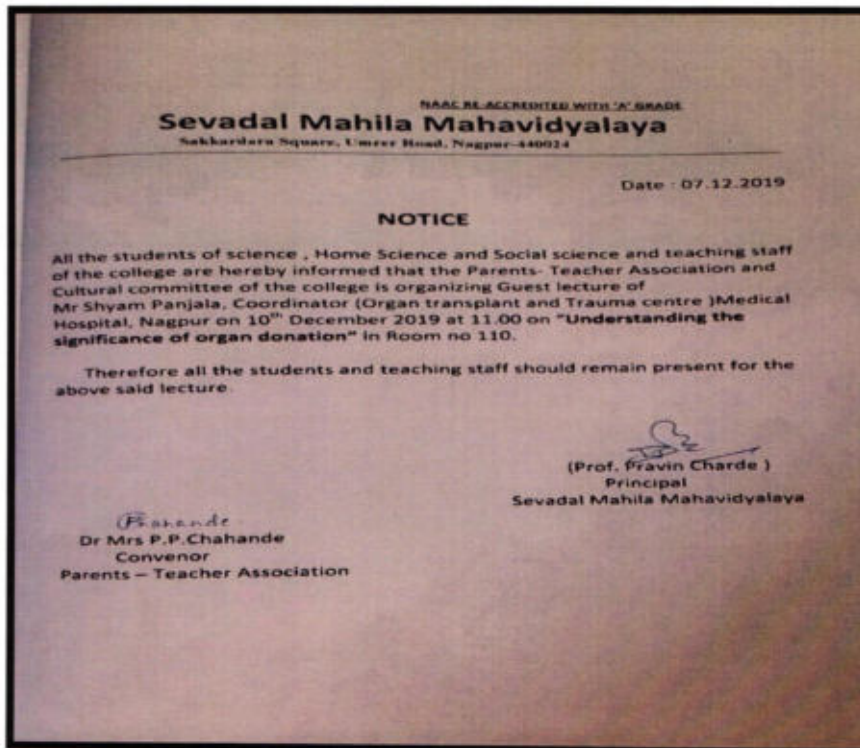 NAAC RE-ACCREDITED WITH 'A' GRADE
Sevadal Mahila Mahavidyalaya
Sakkardara Square, Umrer Road, Nagpur-440024
Date : 07.12.2019
NOTICE
All the students of science , Home Science and Social science and teaching staff
of the college are hereby informed that the Parents- Teacher Association and
Cultural committee of the college is organizing Guest lecture of
Mr Shyam Panjala, Coordinator (Organ transplant and Trauma centre )Medical
Hospital, Nagpur on 10th December 2019 at 11.00 on "Understanding the
significance of organ donation" in Room no 110.
Therefore all the students and teaching staff should remain present for the
above said lecture.
(Prof. Pravin Charde )
Principal
Sevadal Mahila Mahavidyalaya
Dr Mrs P.P.Chahande
Convenor
Parents – Teacher Association